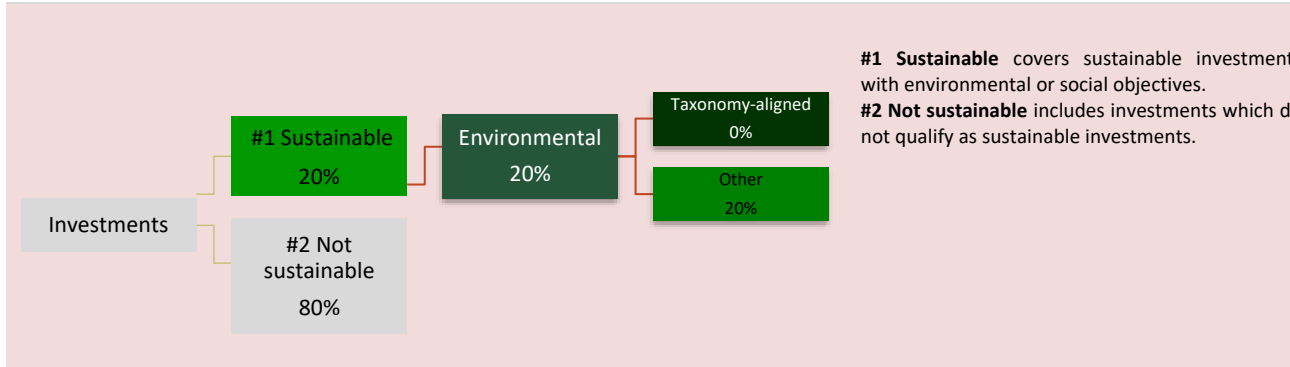 Investments
#1 Sustainable
20%
#2 Not
sustainable
80%
Environmental
20%
Taxonomy-aligned
0%
Other
20%
#1 Sustainable covers sustainable investment
with environmental or social objectives.
#2 Not sustainable includes investments which d
not qualify as sustainable investments.